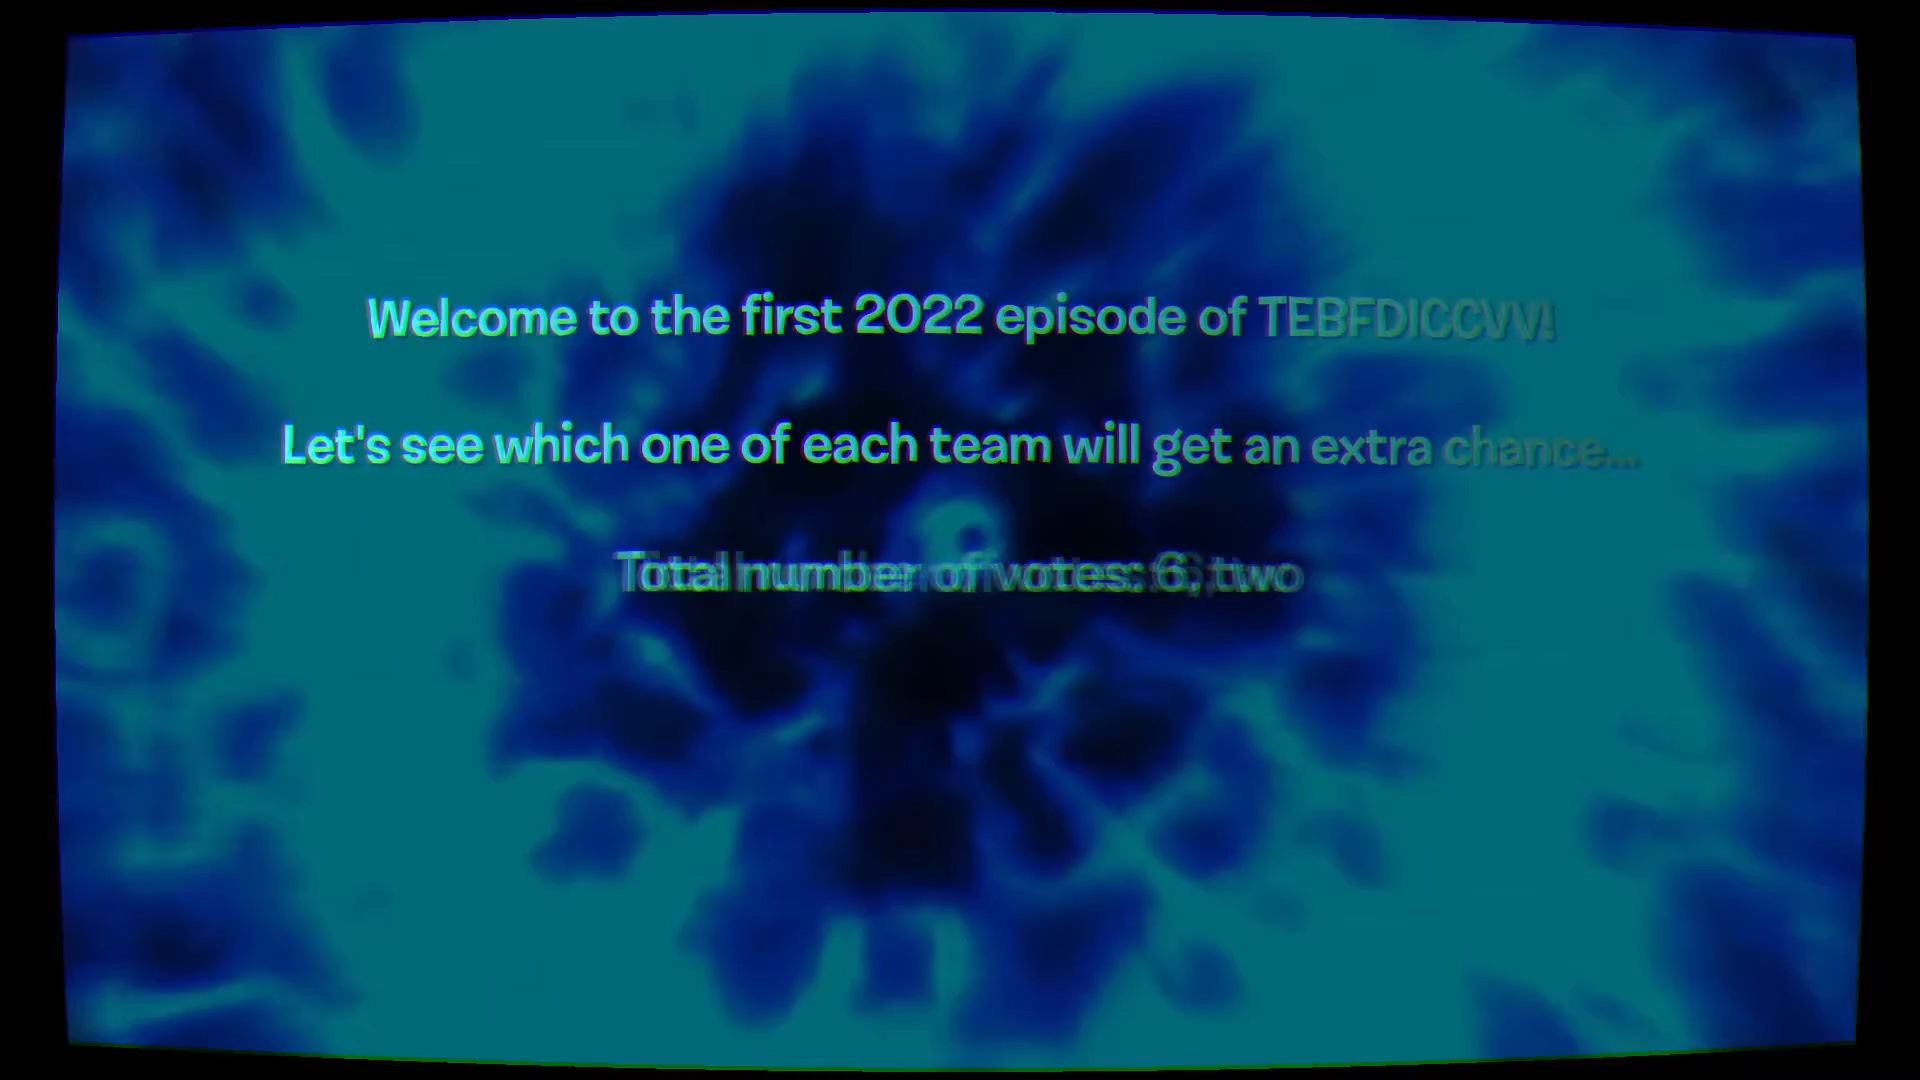 Welcome to the first 2022 episode of TEBFDICCVV!
Let's see which one of each team will get an extra chance...
Total number of votes: 6, two